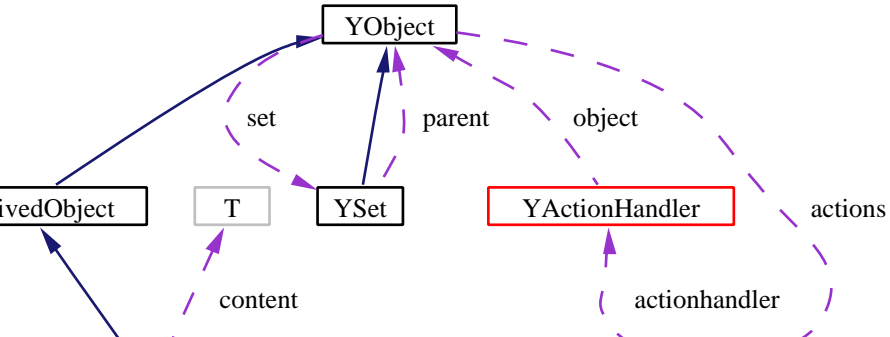 YObject
set
parent
object
ivedObject
T
YSet
YActionHandler
actions
content
actionhandler